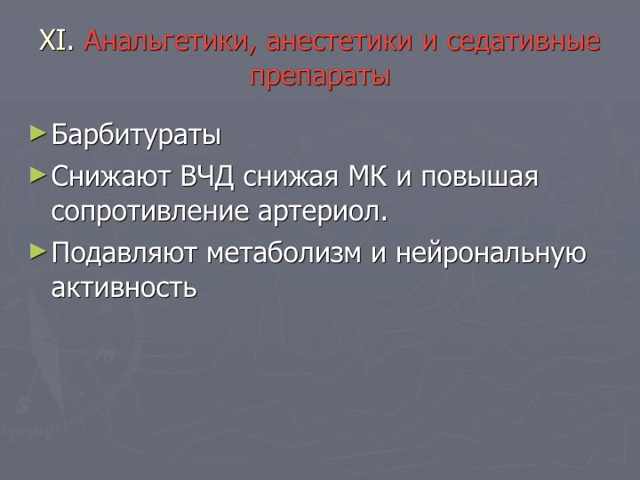 XI. Анальгетики, анестетики и седативные
препараты
Барбитураты
Снижают ВЧД снижая МК и повышая
сопротивление артериол.
Подавляют метаболизм и нейрональную
активность